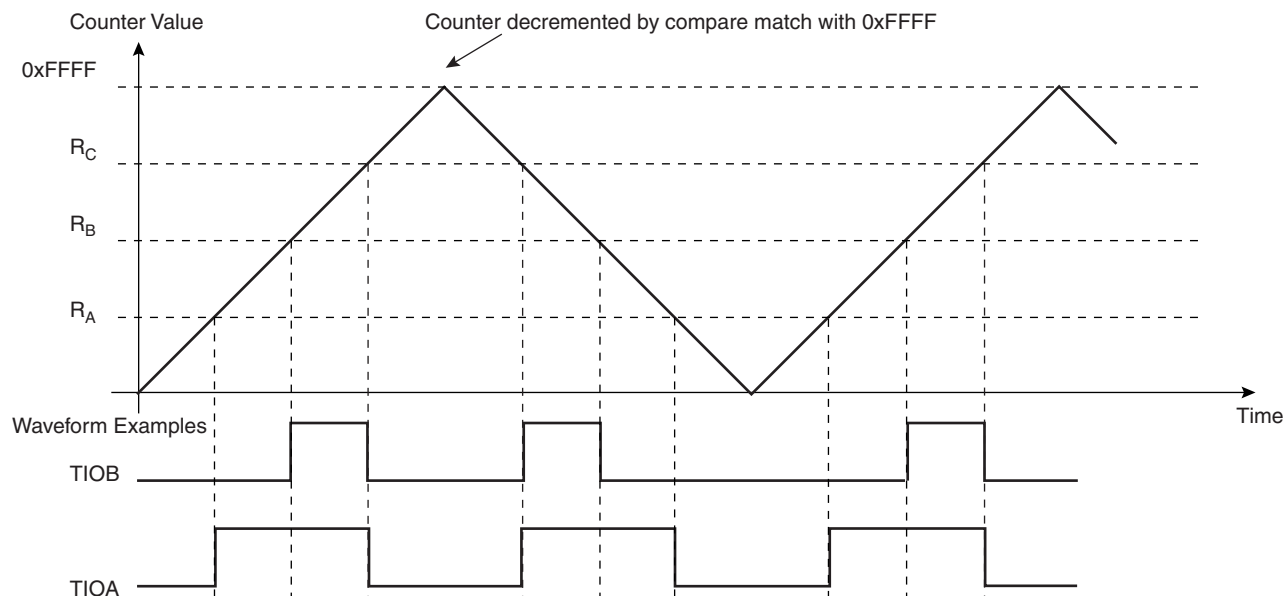 Counter Value
Counter decremented by compare match with 0xFFFF
0xFFFF
RC
RB
RA
Time
Waveform Examples
TIOB
TIOA